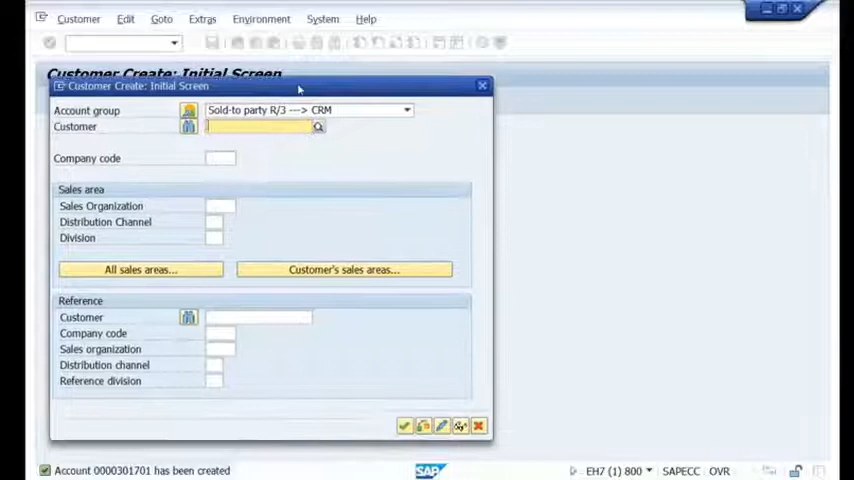 Customer Edit Goto Extras Environment System Help
Customer Create: Initial Screen
Customer Create: Initial Screen
Account group Sold-to party R/3 ---> CRM
Customer
Company code
Sales area
Sales Organization
Distribution Channel
Division
All sales areas... Customer's sales areas...
Reference
Customer
Company code
Sales organization
Distribution channel
Reference division
Account 0000301701 has been created SAP EH7 (1) 800 SAPECC OVR